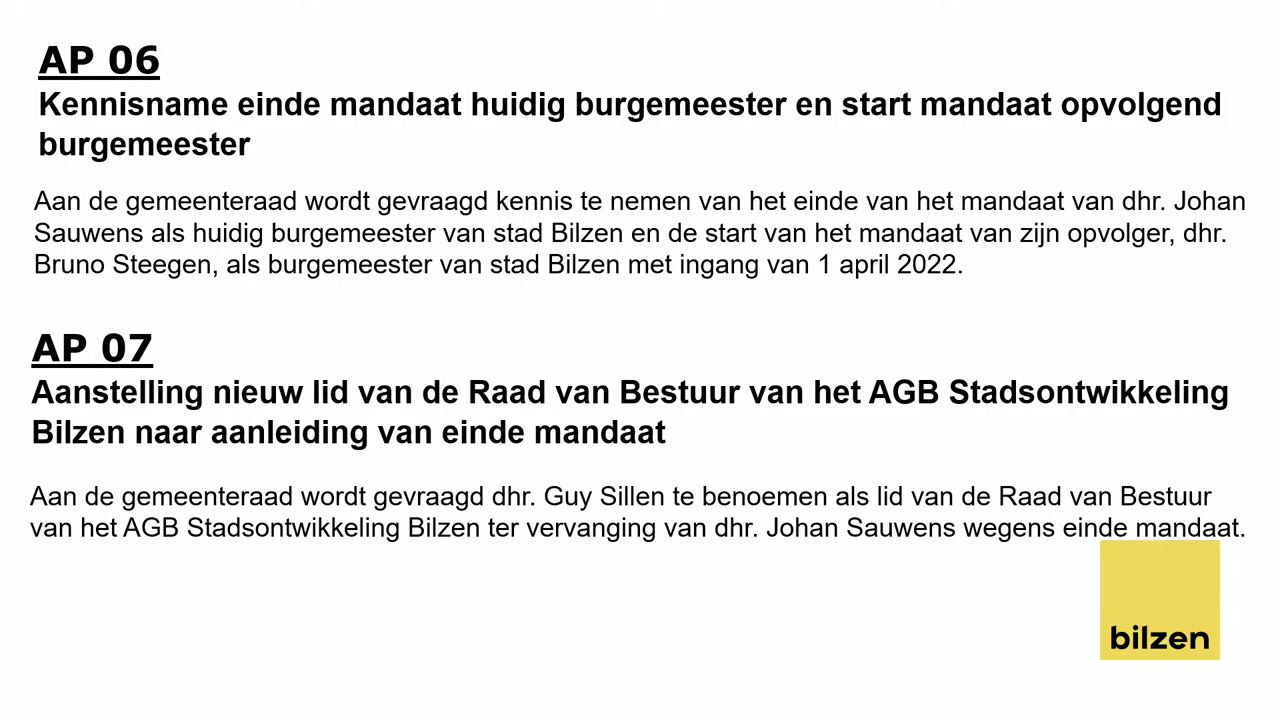 AP 06
Kennisname einde mandaat huidig burgemeester en start mandaat opvolgend
burgemeester
Aan de gemeenteraad wordt gevraagd kennis te nemen van het einde van het mandaat van dhr. Johan
Sauwens als huidig burgemeester van stad Bilzen en de start van het mandaat van zijn opvolger, dhr.
Bruno Steegen, als burgemeester van stad Bilzen met ingang van 1 april 2022.
AP 07
Aanstelling nieuw lid van de Raad van Bestuur van het AGB Stadsontwikkeling
Bilzen naar aanleiding van einde mandaat
Aan de gemeenteraad wordt gevraagd dhr. Guy Sillen te benoemen als lid van de Raad van Bestuur
van het AGB Stadsontwikkeling Bilzen ter vervanging van dhr. Johan Sauwens wegens einde mandaat.
bilzen